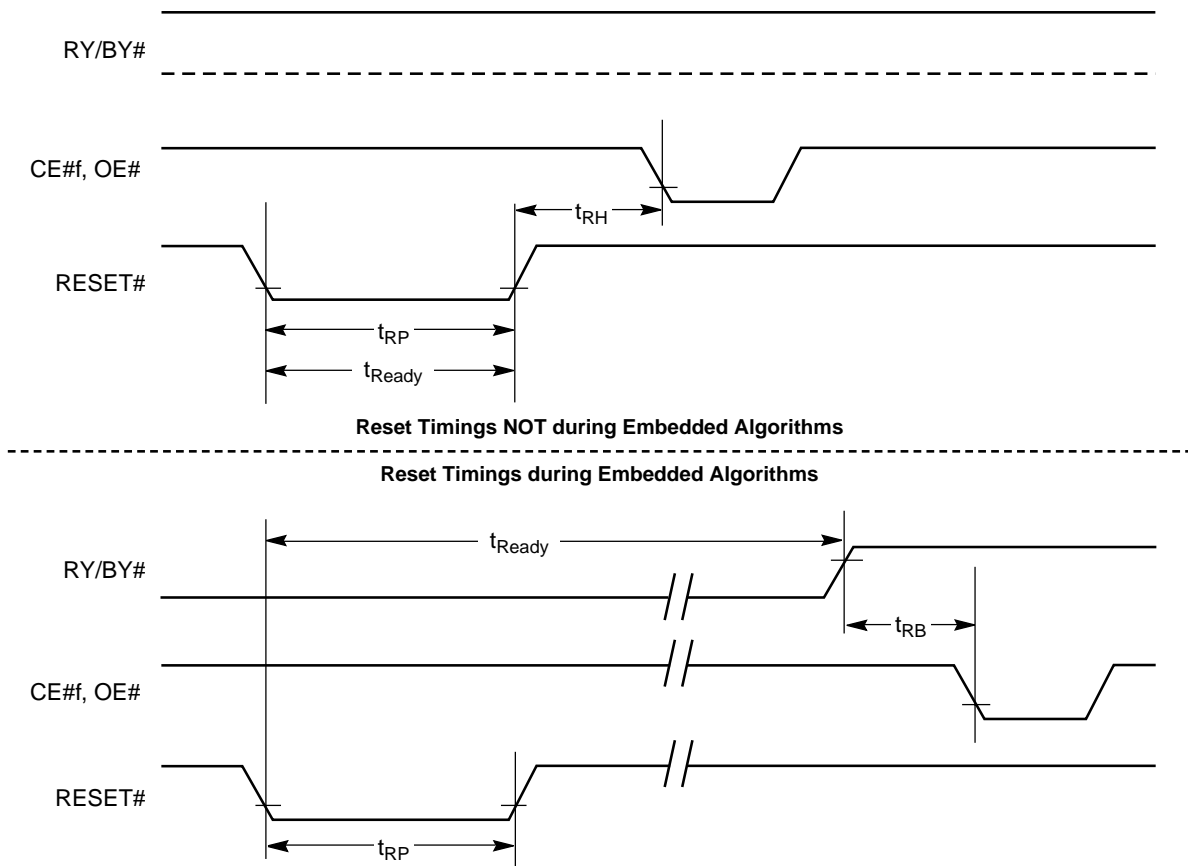 RY/BY#
CE#f, OE#
tRH
RESET#
tRP
tReady
Reset Timings NOT during Embedded Algorithms
Reset Timings during Embedded Algorithms
tReady
RY/BY#
tRB
CE#f, OE#
RESET#
tRP